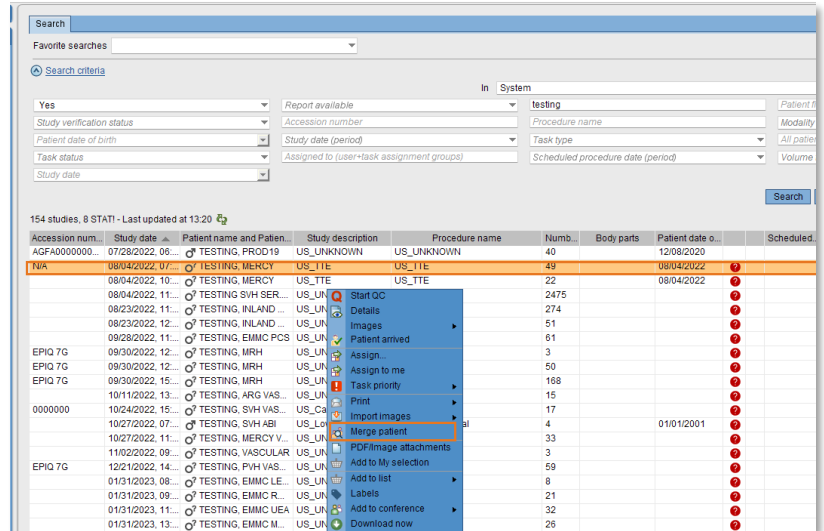 Search
Favorite searches
Search criteria
In System
Yes Report available testing Patient f
Study verification status Accession number Procedure name Modality
Patient date of birth Study date (period) Task type All patie
Task status Assigned to (user+task assignment groups) Scheduled procedure date (period) Volume
Study date
Search
154 studies, 8 STAT! - Last updated at 13:20
Accession num... Study date Patient name and Patien... Study description Procedure name Numb... Body parts Patient date o... Scheduled...
AGFA0000000... 07/28/2022, 06:... TESTING, PROD19 US_UNKNOWN US_UNKNOWN 40 12/08/2020
N/A 08/04/2022, 07:... TESTING, MERCY US_TTE US_TTE 49 08/04/2022
08/04/2022, 10:... TESTING, MERCY US_TTE US_TTE 22 08/04/2022
08/04/2022, 11:... TESTING SVH SER... US_UN Start QC 2475
08/23/2022, 11:... TESTING, INLAND ... US_UN Details 274
08/23/2022, 12:... TESTING, INLAND ... US_UN Images 51
09/28/2022, 11:... TESTING, EMMC PCS US_UN Patient arrived 61
EPIQ 7G 09/30/2022, 12:... TESTING, MRH US_UN Assign... 3
EPIQ 7G 09/30/2022, 12:... TESTING, MRH US_UN Assign to me 50
EPIQ 7G 09/30/2022, 15:... TESTING, MRH US_UN Task priority 168
10/11/2022, 13:... TESTING, ARG VAS... US_UN 15
0000000 10/24/2022, 15:... TESTING, SVH VAS... US_Ca Print 17
10/27/2022, 07:... TESTING, SVH ABI US_Lov Import images al 4 01/01/2001
10/27/2022, 11:... TESTING, MERCY V... US_UN Merge patient 33
11/02/2022, 09:... TESTING, VASCULAR US_UN PDF/Image attachments 3
EPIQ 7G 12/21/2022, 14:... TESTING, PVH VAS... US_UN Add to My selection 59
01/31/2023, 08:... TESTING, EMMC LE... US_UN Add to list 8
01/31/2023, 09:... TESTING, EMMC R... US_UN Labels 21
01/31/2023, 11:... TESTING, EMMC UEA US_UN Add to conference 32
01/31/2023, 13:... TESTING, EMMC M... US_UN Download now 26